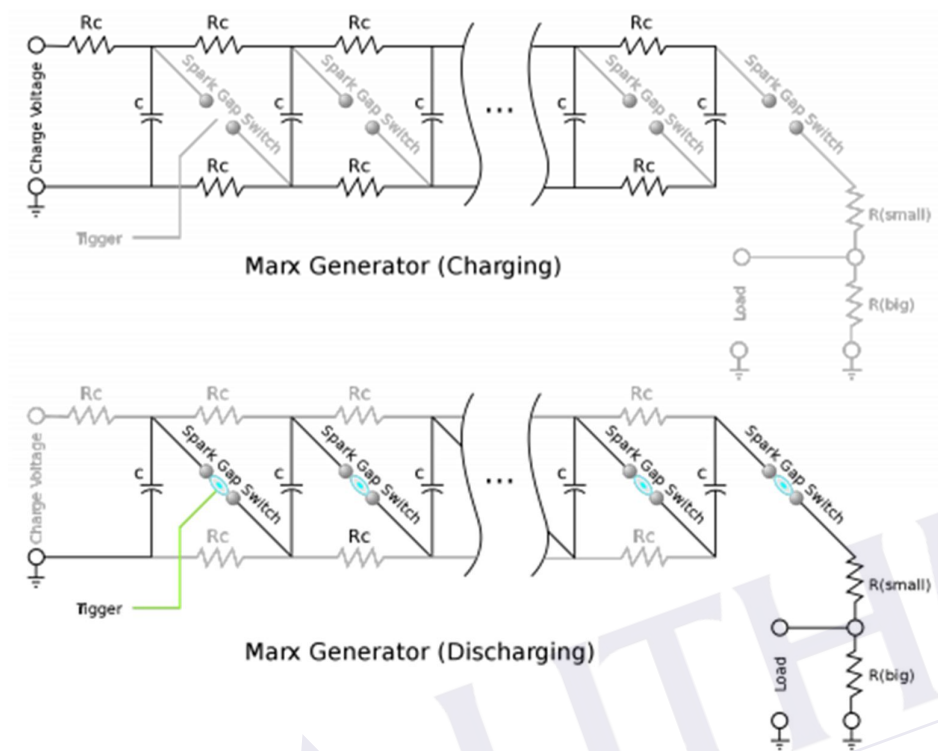 Rc Rc Rc Rc
Charge Voltage
C C C C C
Spark Gap Switch Spark Gap Switch Spark Gap Switch Spark Gap Switch
...
Rc Rc Rc
Tigger
R(small)
Load
R(big)
Marx Generator (Charging)
Rc Rc Rc Rc
Charge Voltage
C C C C C
Spark Gap Switch Spark Gap Switch Spark Gap Switch Spark Gap Switch
...
Rc Rc Rc
Tigger
R(small)
Load
R(big)
Marx Generator (Discharging)